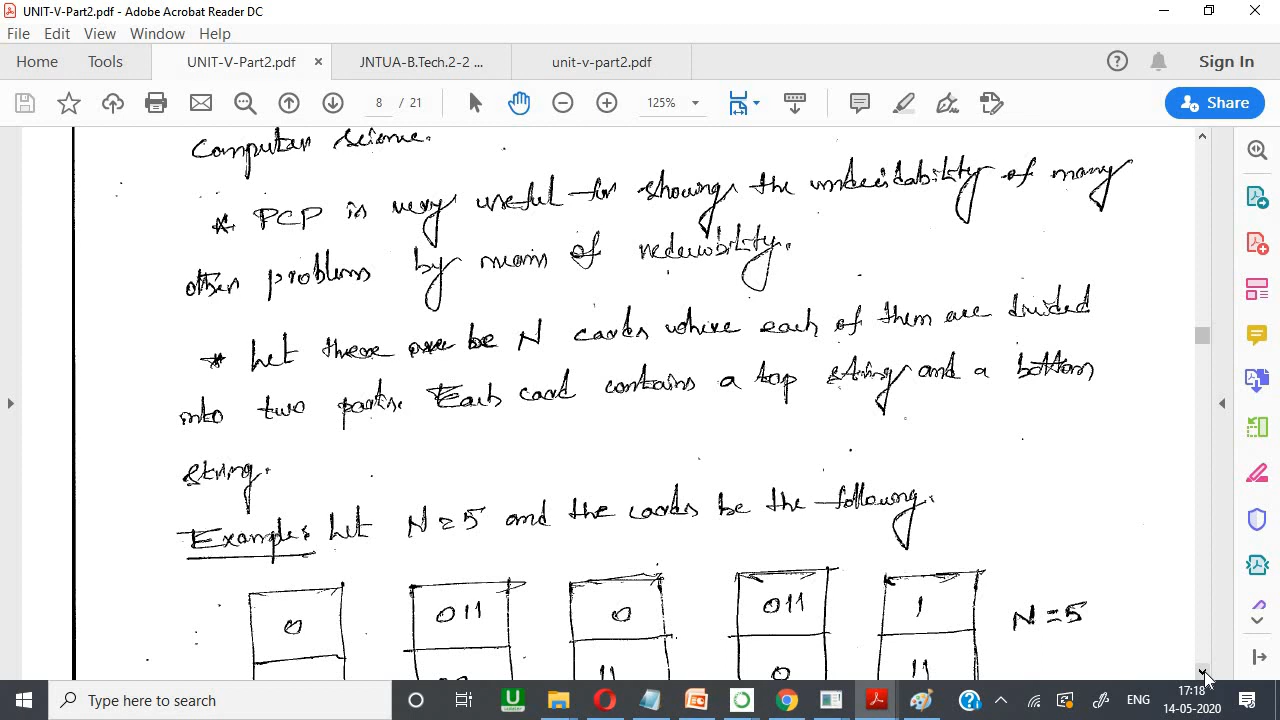 UNIT-V-Part2.pdf - Adobe Acrobat Reader DC
File Edit View Window Help
Home Tools UNIT-V-Part2.pdf × JNTUA-B.Tech.2-2 ... unit-v-part2.pdf Sign In
8 / 21 125% Share
Computer science.
* PCP is very useful for showing the undecidability of many
other problems by means of reducibility.
* Let there be N cards where each of them are divided
into two parts. Each card contains a top string and a bottom
string.
Example: Let N=5 and the cards be the following.
0 011 0 011 1 N=5
11 0 11
Type here to search
ENG 17:18
14-05-2020